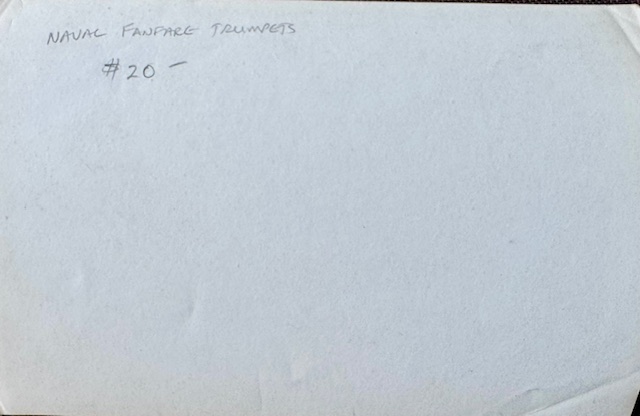 NAVAL FANFARE TRUMPETS
#20 –